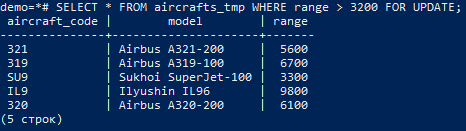 demo=*# SELECT * FROM aircrafts_tmp WHERE range > 3200 FOR UPDATE;
 aircraft_code |        model        | range
---------------+---------------------+-------
 321           | Airbus A321-200     |  5600
 319           | Airbus A319-100     |  6700
 SU9           | Sukhoi SuperJet-100 |  3300
 IL9           | Ilyushin IL96       |  9800
 320           | Airbus A320-200     |  6100
(5 строк)